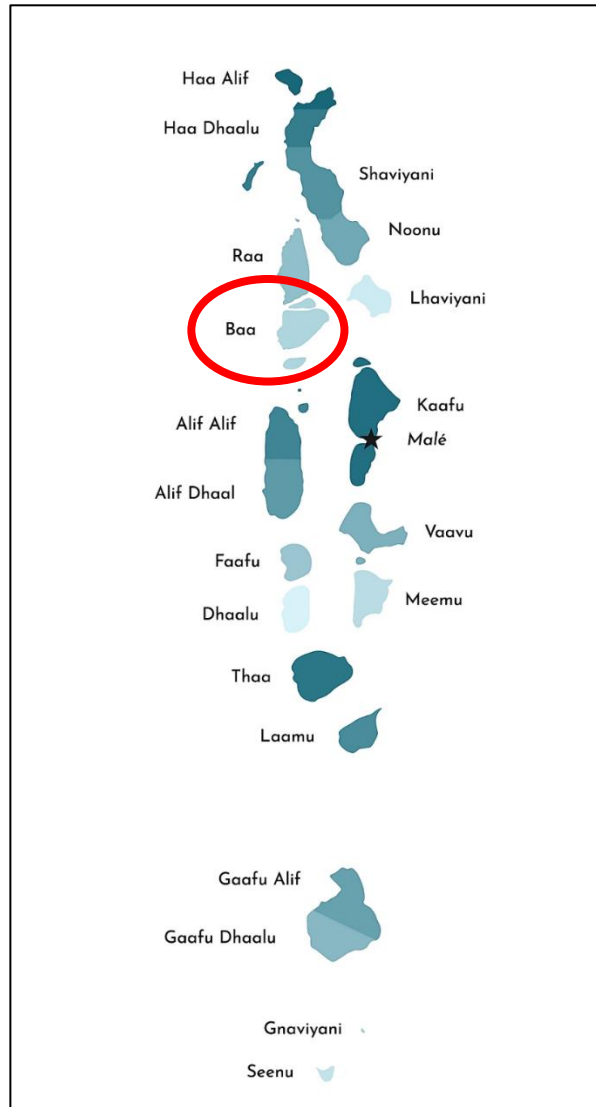 Haa Alif
Haa Dhaalu
Shaviyani
Noonu
Raa
Lhaviyani
Baa
Kaafu
Alif Alif
Malé
Alif Dhaal
Vaavu
Faafu
Meemu
Dhaalu
Thaa
Laamu
Gaafu Alif
Gaafu Dhaalu
Gnaviyani
Seenu